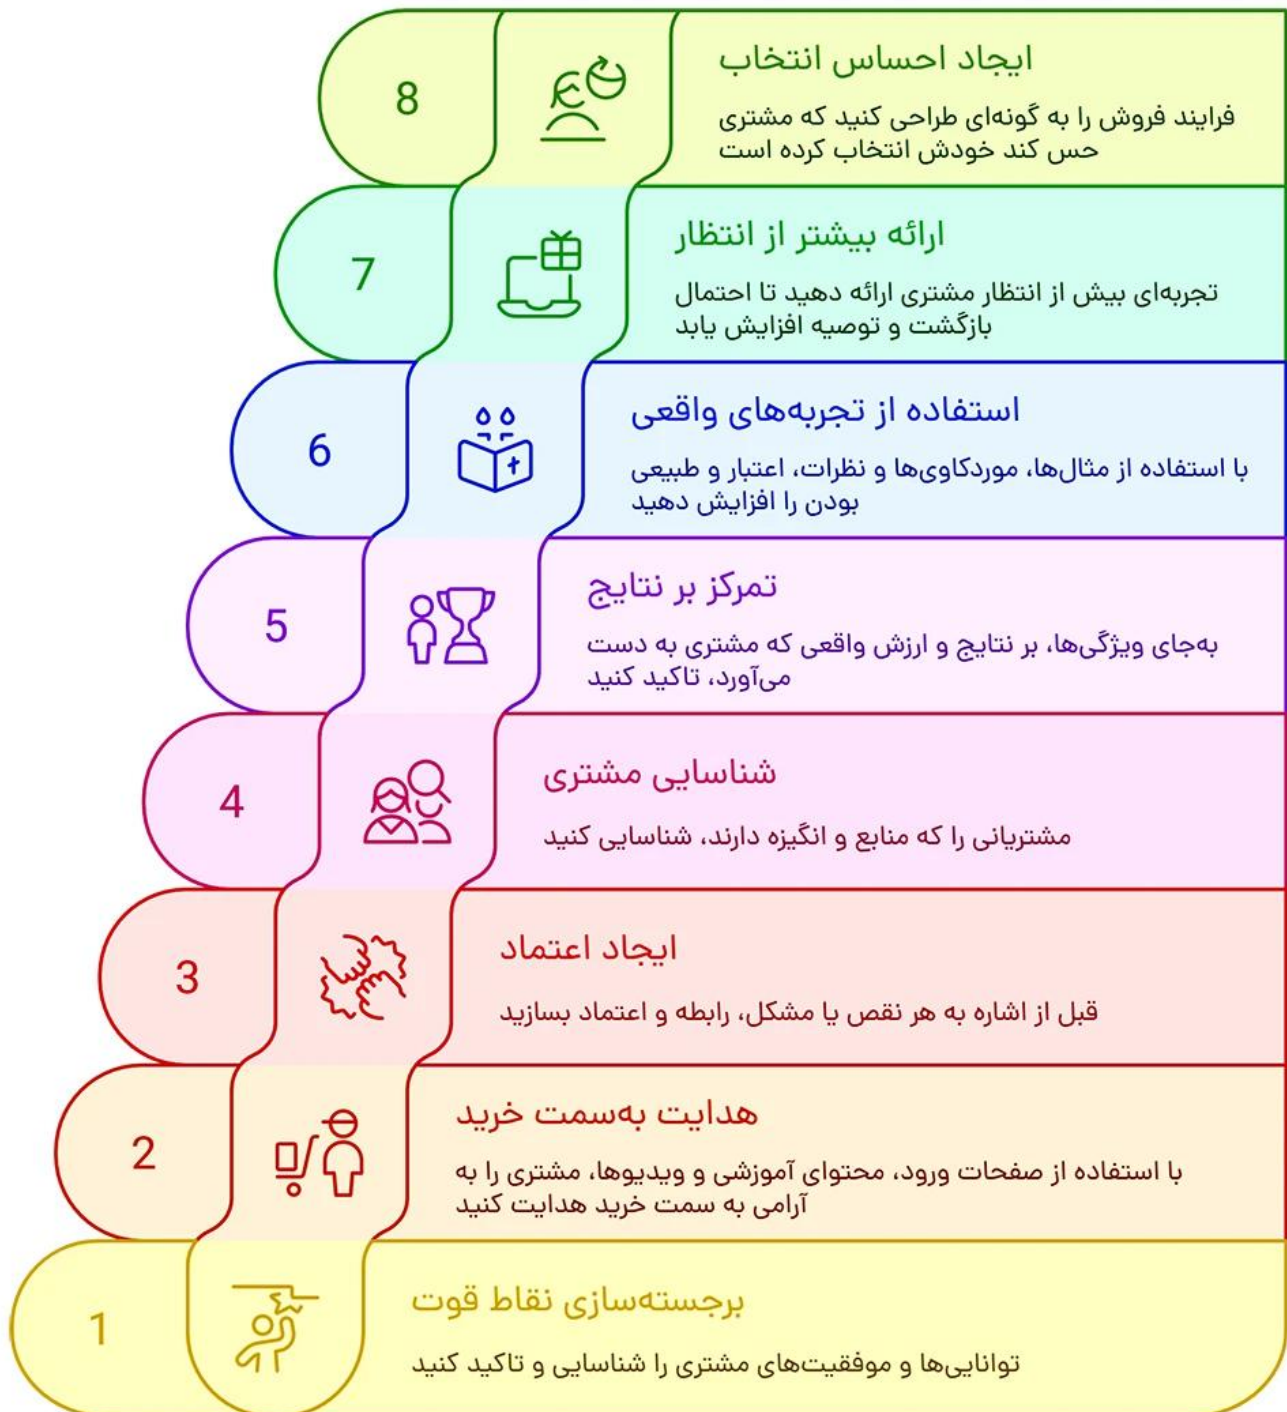 8
ایجاد احساس انتخاب
فرایند فروش را به گونه‌ای طراحی کنید که مشتری
حس کند خودش انتخاب کرده است
7
ارائه بیشتر از انتظار
تجربه‌ای بیش از انتظار مشتری ارائه دهید تا احتمال
بازگشت و توصیه افزایش یابد
6
استفاده از تجربه‌های واقعی
با استفاده از مثال‌ها، موردکاوی‌ها و نظرات، اعتبار و طبیعی
بودن را افزایش دهید
5
تمرکز بر نتایج
به‌جای ویژگی‌ها، بر نتایج و ارزش واقعی که مشتری به دست
می‌آورد، تاکید کنید
4
شناسایی مشتری
مشتریانی را که منابع و انگیزه دارند، شناسایی کنید
3
ایجاد اعتماد
قبل از اشاره به هر نقص یا مشکل، رابطه و اعتماد بسازید
2
هدایت به‌سمت خرید
با استفاده از صفحات ورود، محتوای آموزشی و ویدیوها، مشتری را به
آرامی به سمت خرید هدایت کنید
1
برجسته‌سازی نقاط قوت
توانایی‌ها و موفقیت‌های مشتری را شناسایی و تاکید کنید